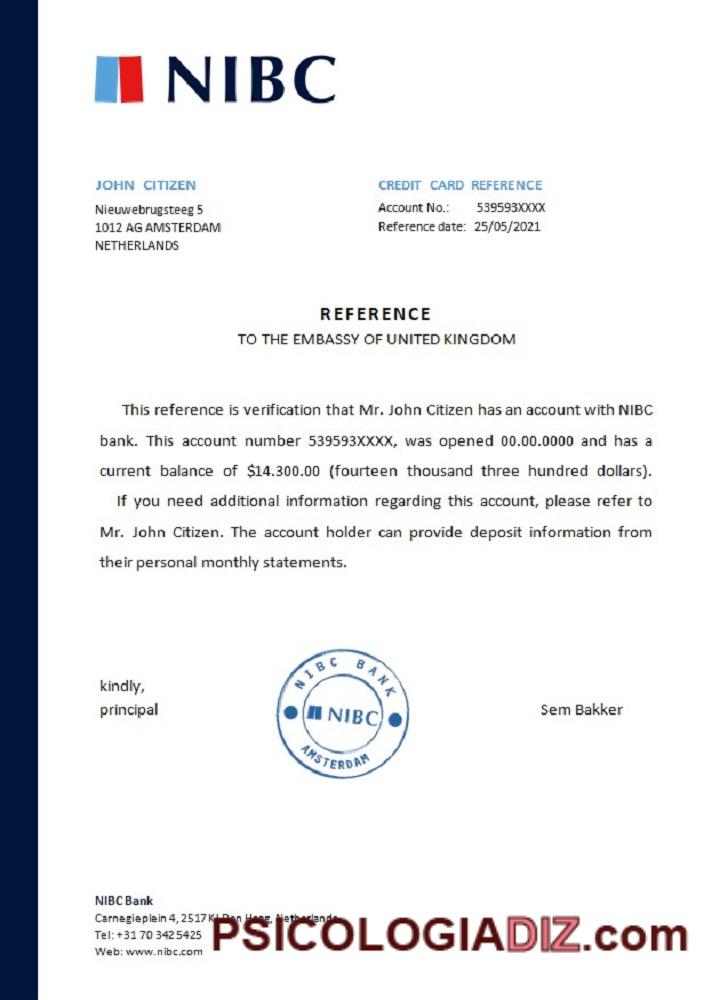 NIBC
JOHN CITIZEN
Nieuwebrugsteeg 5
1012 AG AMSTERDAM
NETHERLANDS
CREDIT CARD REFERENCE
Account No.: 539593XXXX
Reference date: 25/05/2021
REFERENCE
TO THE EMBASSY OF UNITED KINGDOM
This reference is verification that Mr. John Citizen has an account with NIBC
bank. This account number 539593XXXX, was opened 00.00.0000 and has a
current balance of $14.300.00 (fourteen thousand three hundred dollars).
If you need additional information regarding this account, please refer to
Mr. John Citizen. The account holder can provide deposit information from
their personal monthly statements.
kindly,
principal
NIBC BANK
NIBC
AMSTERDAM
Sem Bakker
NIBC Bank
Carnegieplein 4, 2517 KJ Den Haag, Netherlands
Tel: +31 70 3425425
Web: www.nibc.com
PSICOLOGIADIZ.com